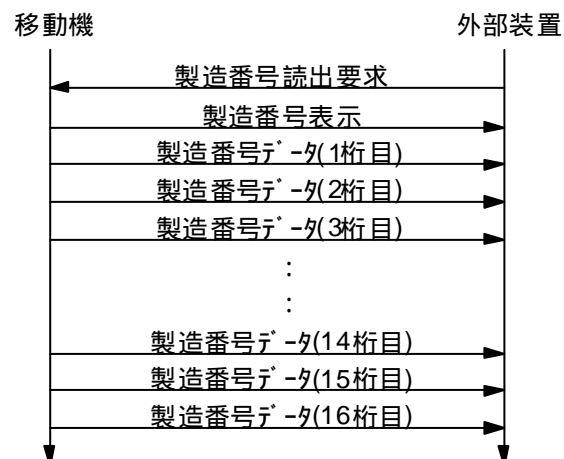 移動機 外部装置
製造番号読出要求
製造番号表示
製造番号ﾃﾞｰﾀ(1桁目)
製造番号ﾃﾞｰﾀ(2桁目)
製造番号ﾃﾞｰﾀ(3桁目)
:
:
製造番号ﾃﾞｰﾀ(14桁目)
製造番号ﾃﾞｰﾀ(15桁目)
製造番号ﾃﾞｰﾀ(16桁目)